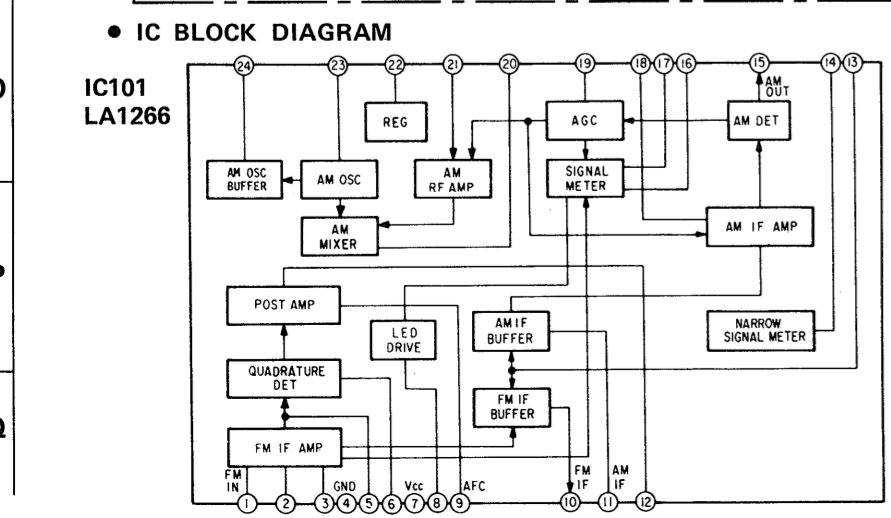 ● IC BLOCK DIAGRAM
IC101
LA1266
24
23
22
21
20
19
18
17
16
15
14
13
AM
OUT
REG
AGC
AM DET
AM OSC
BUFFER
AM OSC
AM
RF AMP
SIGNAL
METER
AM
MIXER
AM IF AMP
POST AMP
LED
DRIVE
AM IF
BUFFER
NARROW
SIGNAL METER
QUADRATURE
DET
FM IF
BUFFER
FM IF AMP
FM
IN
GND
Vcc
AFC
FM
IF
AM
IF
1
2
3
4
5
6
7
8
9
10
11
12